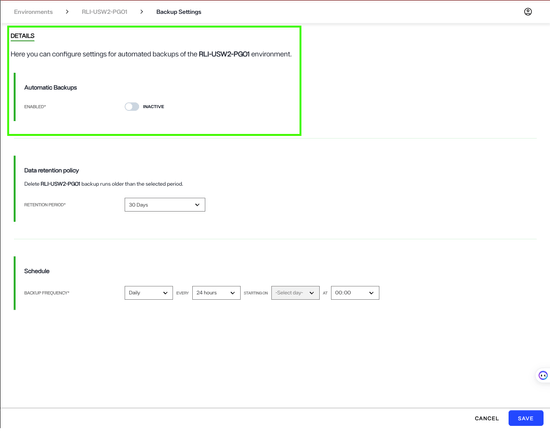 Environments > RLI-USW2-PG01 > Backup Settings
DETAILS
Here you can configure settings for automated backups of the RLI-USW2-PG01 environment.
Automatic Backups
ENABLED* INACTIVE
Data retention policy
Delete RLI-USW2-PG01 backup runs older than the selected period.
RETENTION PERIOD* 30 Days
Schedule
BACKUP FREQUENCY* Daily EVERY 24 hours STARTING ON -Select day- AT 00:00
CANCEL SAVE